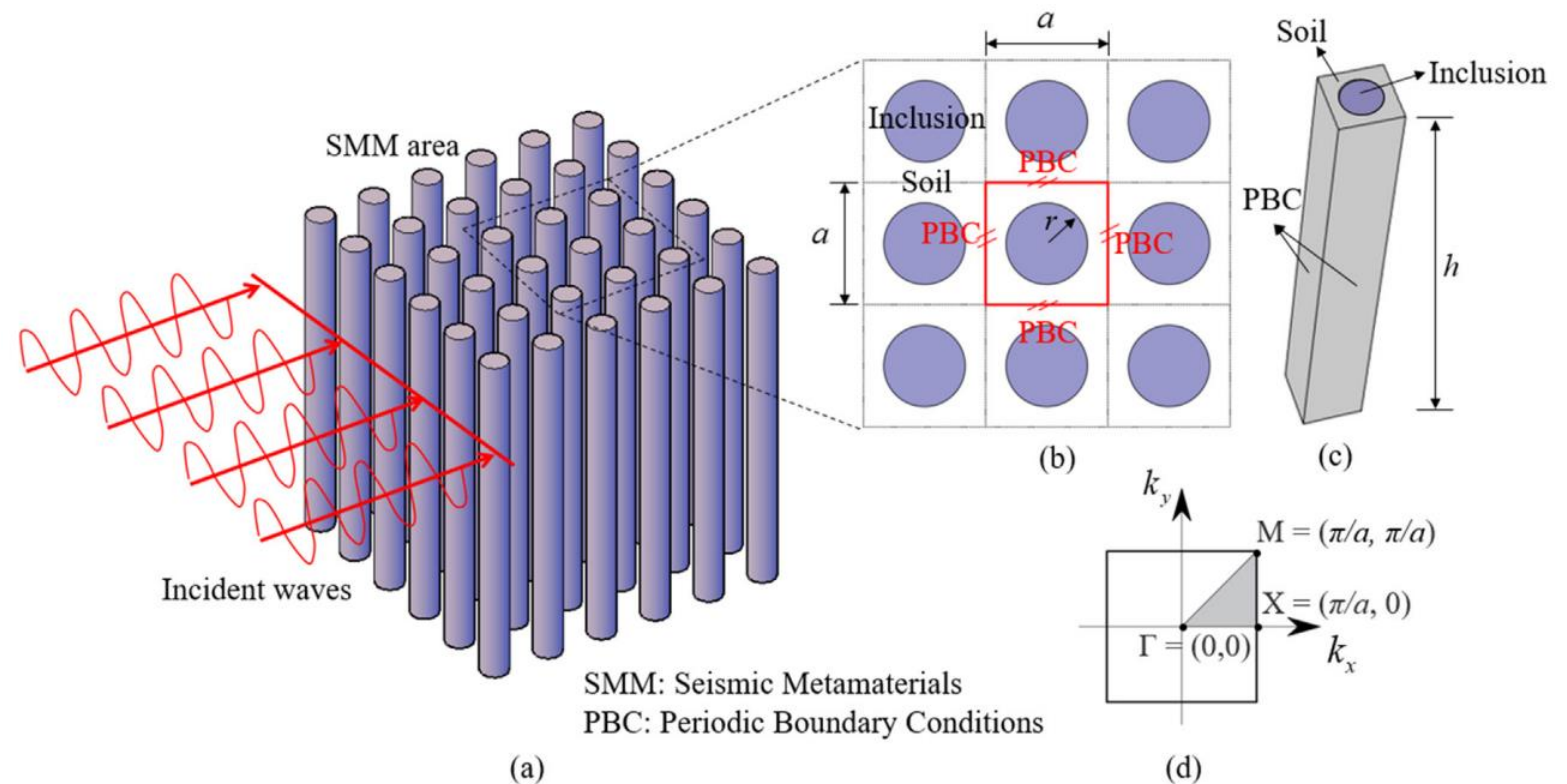 SMM area
Incident waves
SMM: Seismic Metamaterials
PBC: Periodic Boundary Conditions
(a)
a
a
Inclusion
Soil
PBC
PBC
r
PBC
PBC
(b)
Soil
Inclusion
PBC
h
(c)
k_y
M = (π/a, π/a)
X = (π/a, 0)
Γ = (0,0)
k_x
(d)